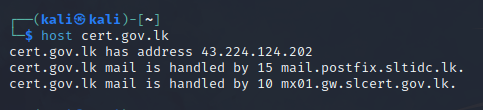 ┌──(kali㉿kali)-[~]
└─$ host cert.gov.lk
cert.gov.lk has address 43.224.124.202
cert.gov.lk mail is handled by 15 mail.postfix.sltidc.lk.
cert.gov.lk mail is handled by 10 mx01.gw.slcert.gov.lk.